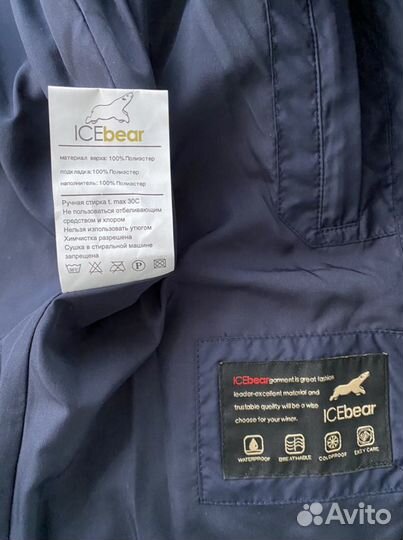 ICEbear
материал верха: 100% Полиэстер
подкладка: 100% Полиэстер
наполнитель: 100% Полиэстер
Ручная стирка t. max 30C
Не пользоваться отбеливающим
средством и хлором
Нельзя использовать утюгом
Химчистка разрешена
Сушка в стиральной машине
запрещена
P
ICEbear garment is great fashion
leader-excellent material and
trustable quality will be a wise
choose for your winer.
ICEbear
WATERPROOF
BREATHABLE
COLDPROOF
EASY CARE
Avito